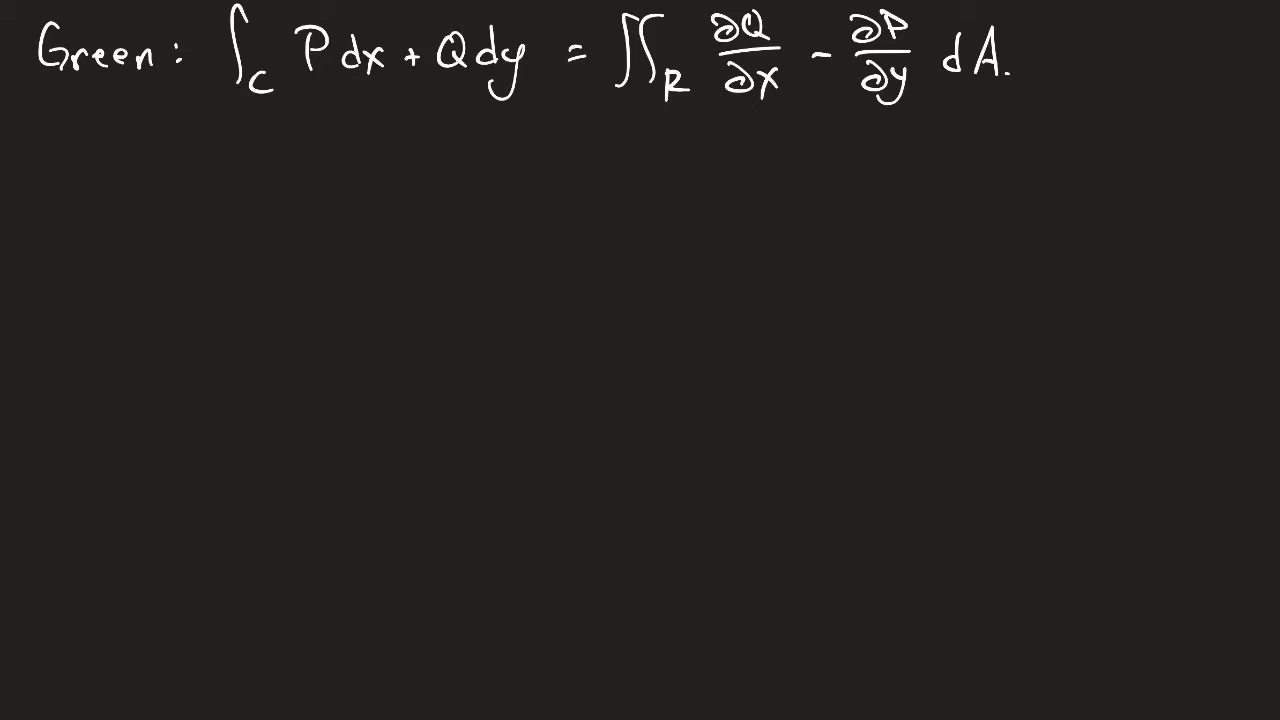 Green: ∫_C P dx + Q dy = ∬_R ∂Q/∂x - ∂P/∂y dA.